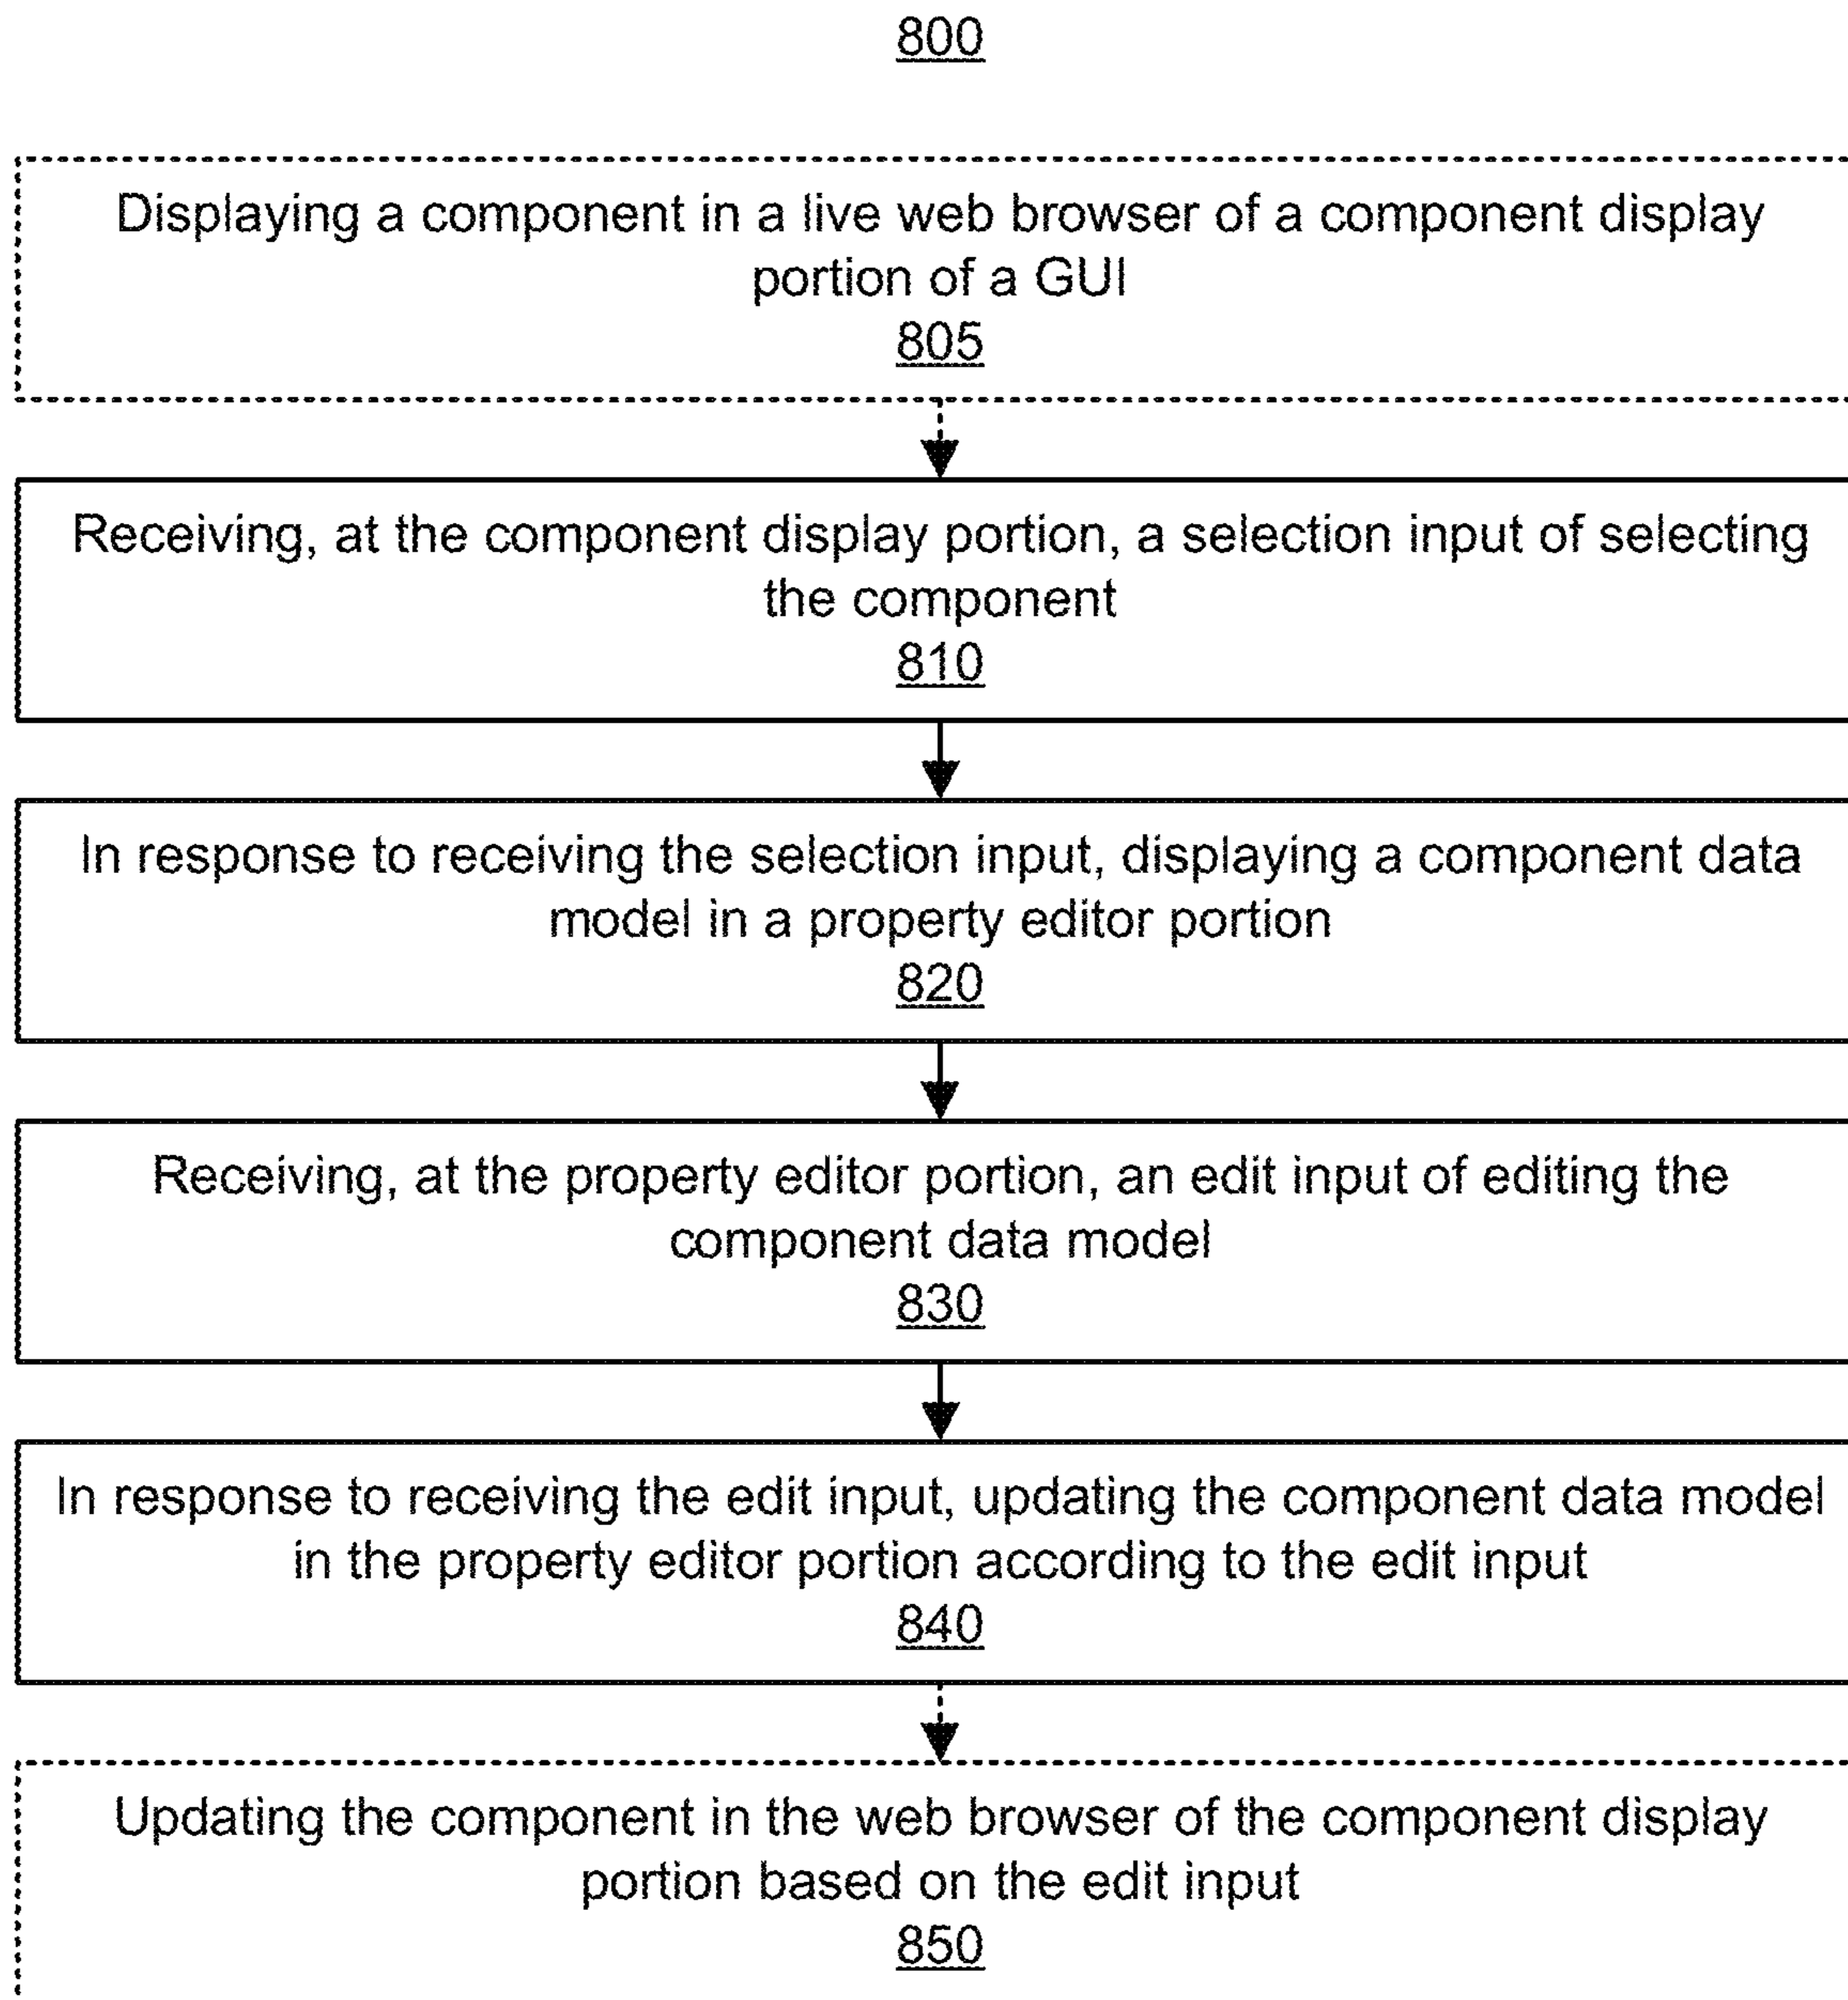 800
Displaying a component in a live web browser of a component display
portion of a GUI
805
Receiving, at the component display portion, a selection input of selecting
the component
810
In response to receiving the selection input, displaying a component data
model in a property editor portion
820
Receiving, at the property editor portion, an edit input of editing the
component data model
830
In response to receiving the edit input, updating the component data model
in the property editor portion according to the edit input
840
Updating the component in the web browser of the component display
portion based on the edit input
850